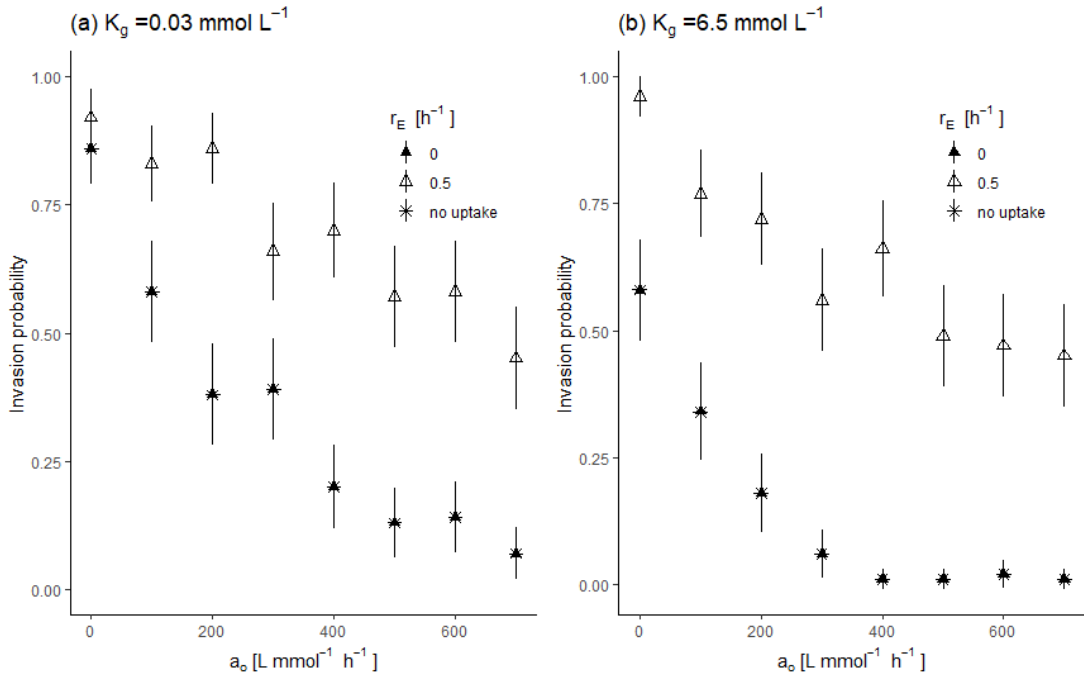 (a) K_g =0.03 mmol L⁻¹
Invasion probability
1.00
0.75
0.50
0.25
0.00
r_E [h⁻¹]
0
0.5
no uptake
0
200
400
600
a_o [L mmol⁻¹ h⁻¹]
(b) K_g =6.5 mmol L⁻¹
Invasion probability
1.00
0.75
0.50
0.25
0.00
r_E [h⁻¹]
0
0.5
no uptake
0
200
400
600
a_o [L mmol⁻¹ h⁻¹]